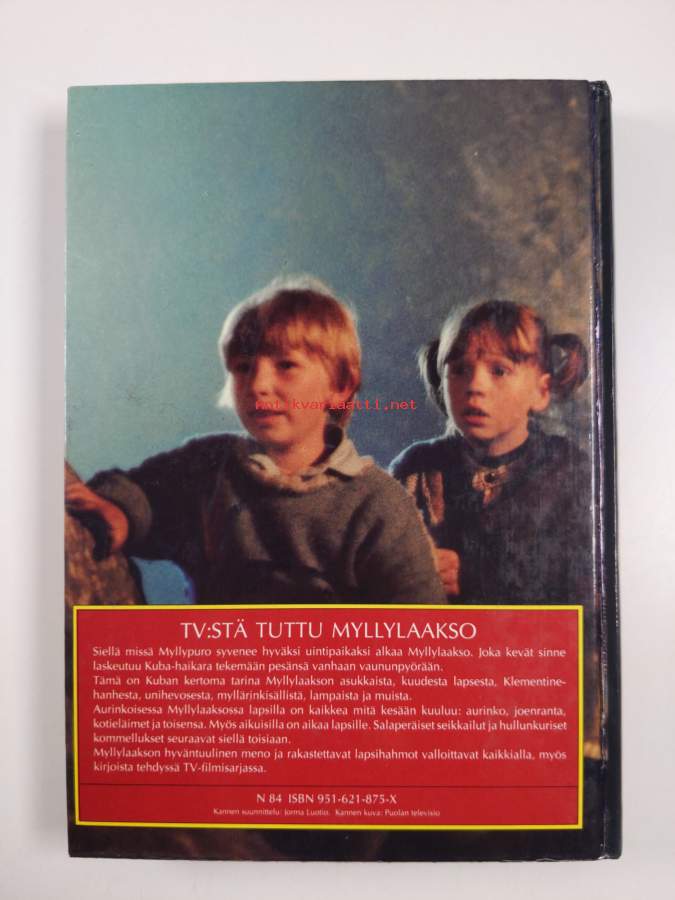 antikvariaatti.net
TV:STÄ TUTTU MYLLYLAAKSO
Siellä missä Myllypuro syvenee hyväksi uintipaikaksi alkaa Myllylaakso. Joka kevät sinne
laskeutuu Kuba-haikara tekemään pesänsä vanhaan vaununpyörään.
Tämä on Kuban kertoma tarina Myllylaakson asukkaista, kuudesta lapsesta, Klementine-
hanhesta, unihevosesta, myllärinkisällistä, lampaista ja muista.
Aurinkoisessa Myllylaaksossa lapsilla on kaikkea mitä kesään kuuluu: aurinko, joenranta,
kotieläimet ja toisensa. Myös aikuisilla on aikaa lapsille. Salaperäiset seikkailut ja hullunkuriset
kommellukset seuraavat siellä toisiaan.
Myllylaakson hyväntuulinen meno ja rakastettavat lapsihahmot valloittavat kaikkialla, myös
kirjoista tehdyssä TV-filmisarjassa.
N 84 ISBN 951-621-875-X
Kannen suunnittelu: Jorma Luotio. Kannen kuva: Puolan televisio